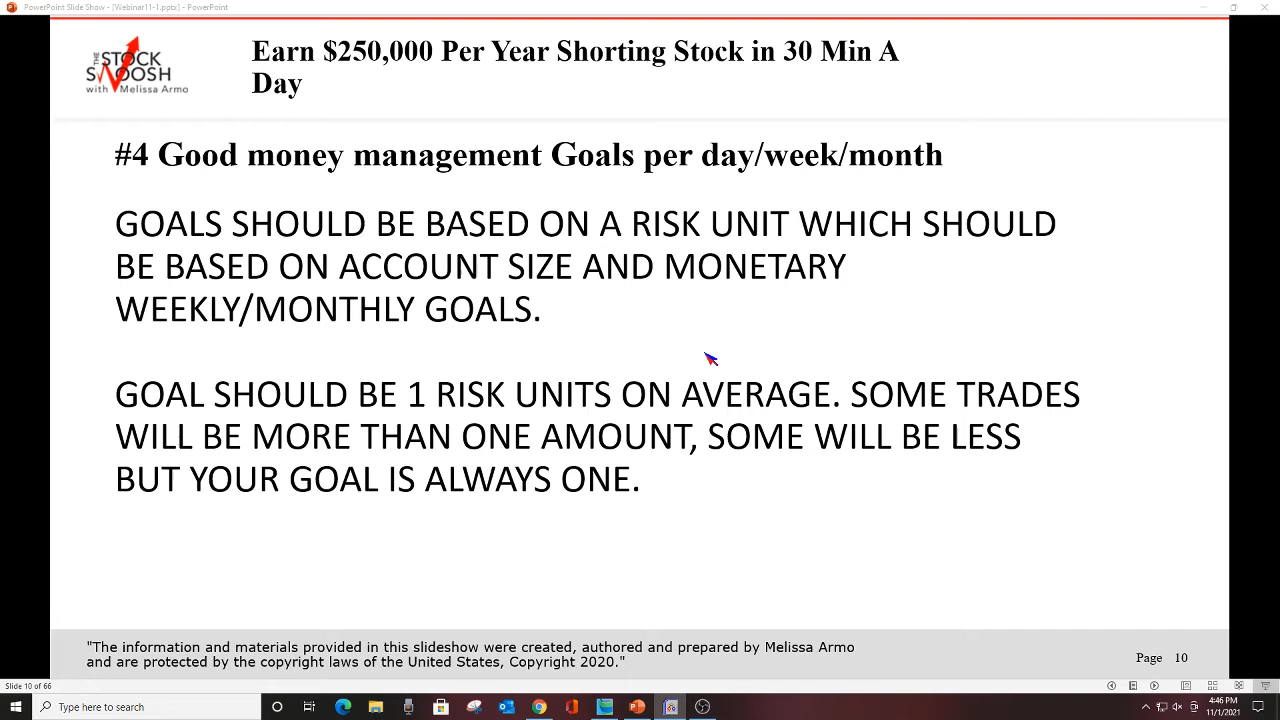 PowerPoint Slide Show - [Webinar11-1.pptx] - PowerPoint
THE
STOCK
SWOOSH
with Melissa Armo
Earn $250,000 Per Year Shorting Stock in 30 Min A
Day
#4 Good money management Goals per day/week/month
GOALS SHOULD BE BASED ON A RISK UNIT WHICH SHOULD
BE BASED ON ACCOUNT SIZE AND MONETARY
WEEKLY/MONTHLY GOALS.
GOAL SHOULD BE 1 RISK UNITS ON AVERAGE. SOME TRADES
WILL BE MORE THAN ONE AMOUNT, SOME WILL BE LESS
BUT YOUR GOAL IS ALWAYS ONE.
"The information and materials provided in this slideshow were created, authored and prepared by Melissa Armo
and are protected by the copyright laws of the United States, Copyright 2020."
Page 10
Slide 10 of 66
Type here to search
4:46 PM
11/1/2021